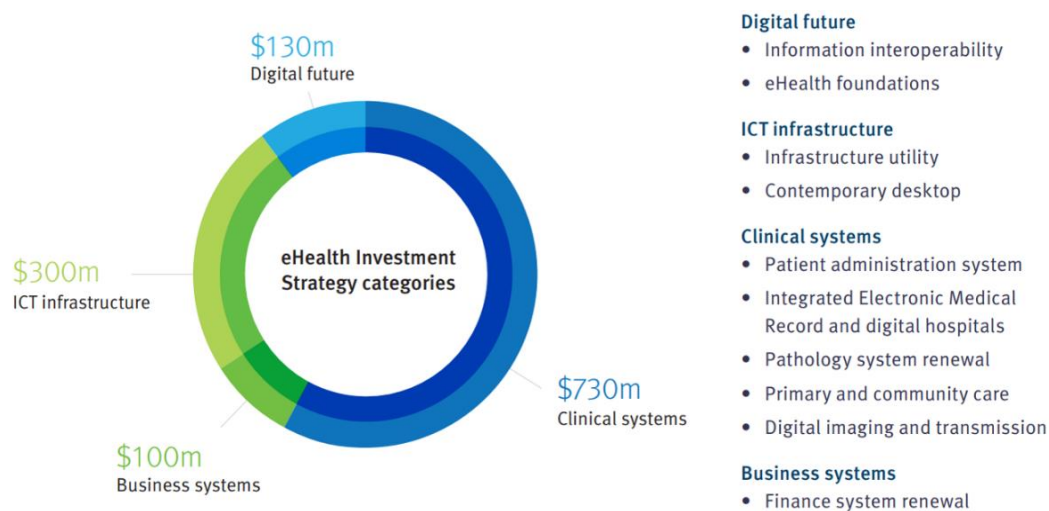 $130m
Digital future
$300m
ICT infrastructure
eHealth Investment
Strategy categories
$730m
Clinical systems
$100m
Business systems
Digital future
• Information interoperability
• eHealth foundations
ICT infrastructure
• Infrastructure utility
• Contemporary desktop
Clinical systems
• Patient administration system
• Integrated Electronic Medical
Record and digital hospitals
• Pathology system renewal
• Primary and community care
• Digital imaging and transmission
Business systems
• Finance system renewal